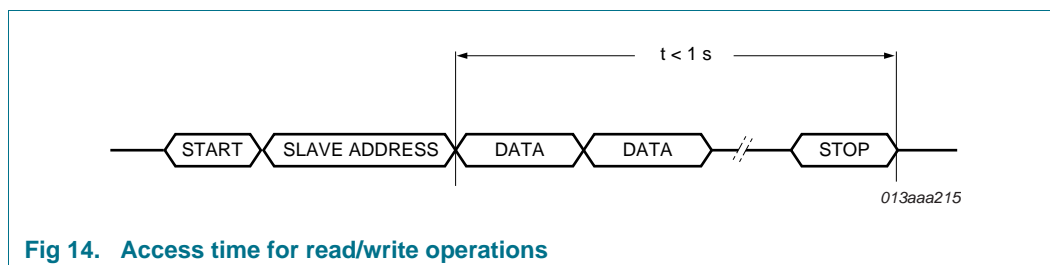 t < 1 s
START SLAVE ADDRESS DATA DATA STOP
013aaa215
Fig 14. Access time for read/write operations